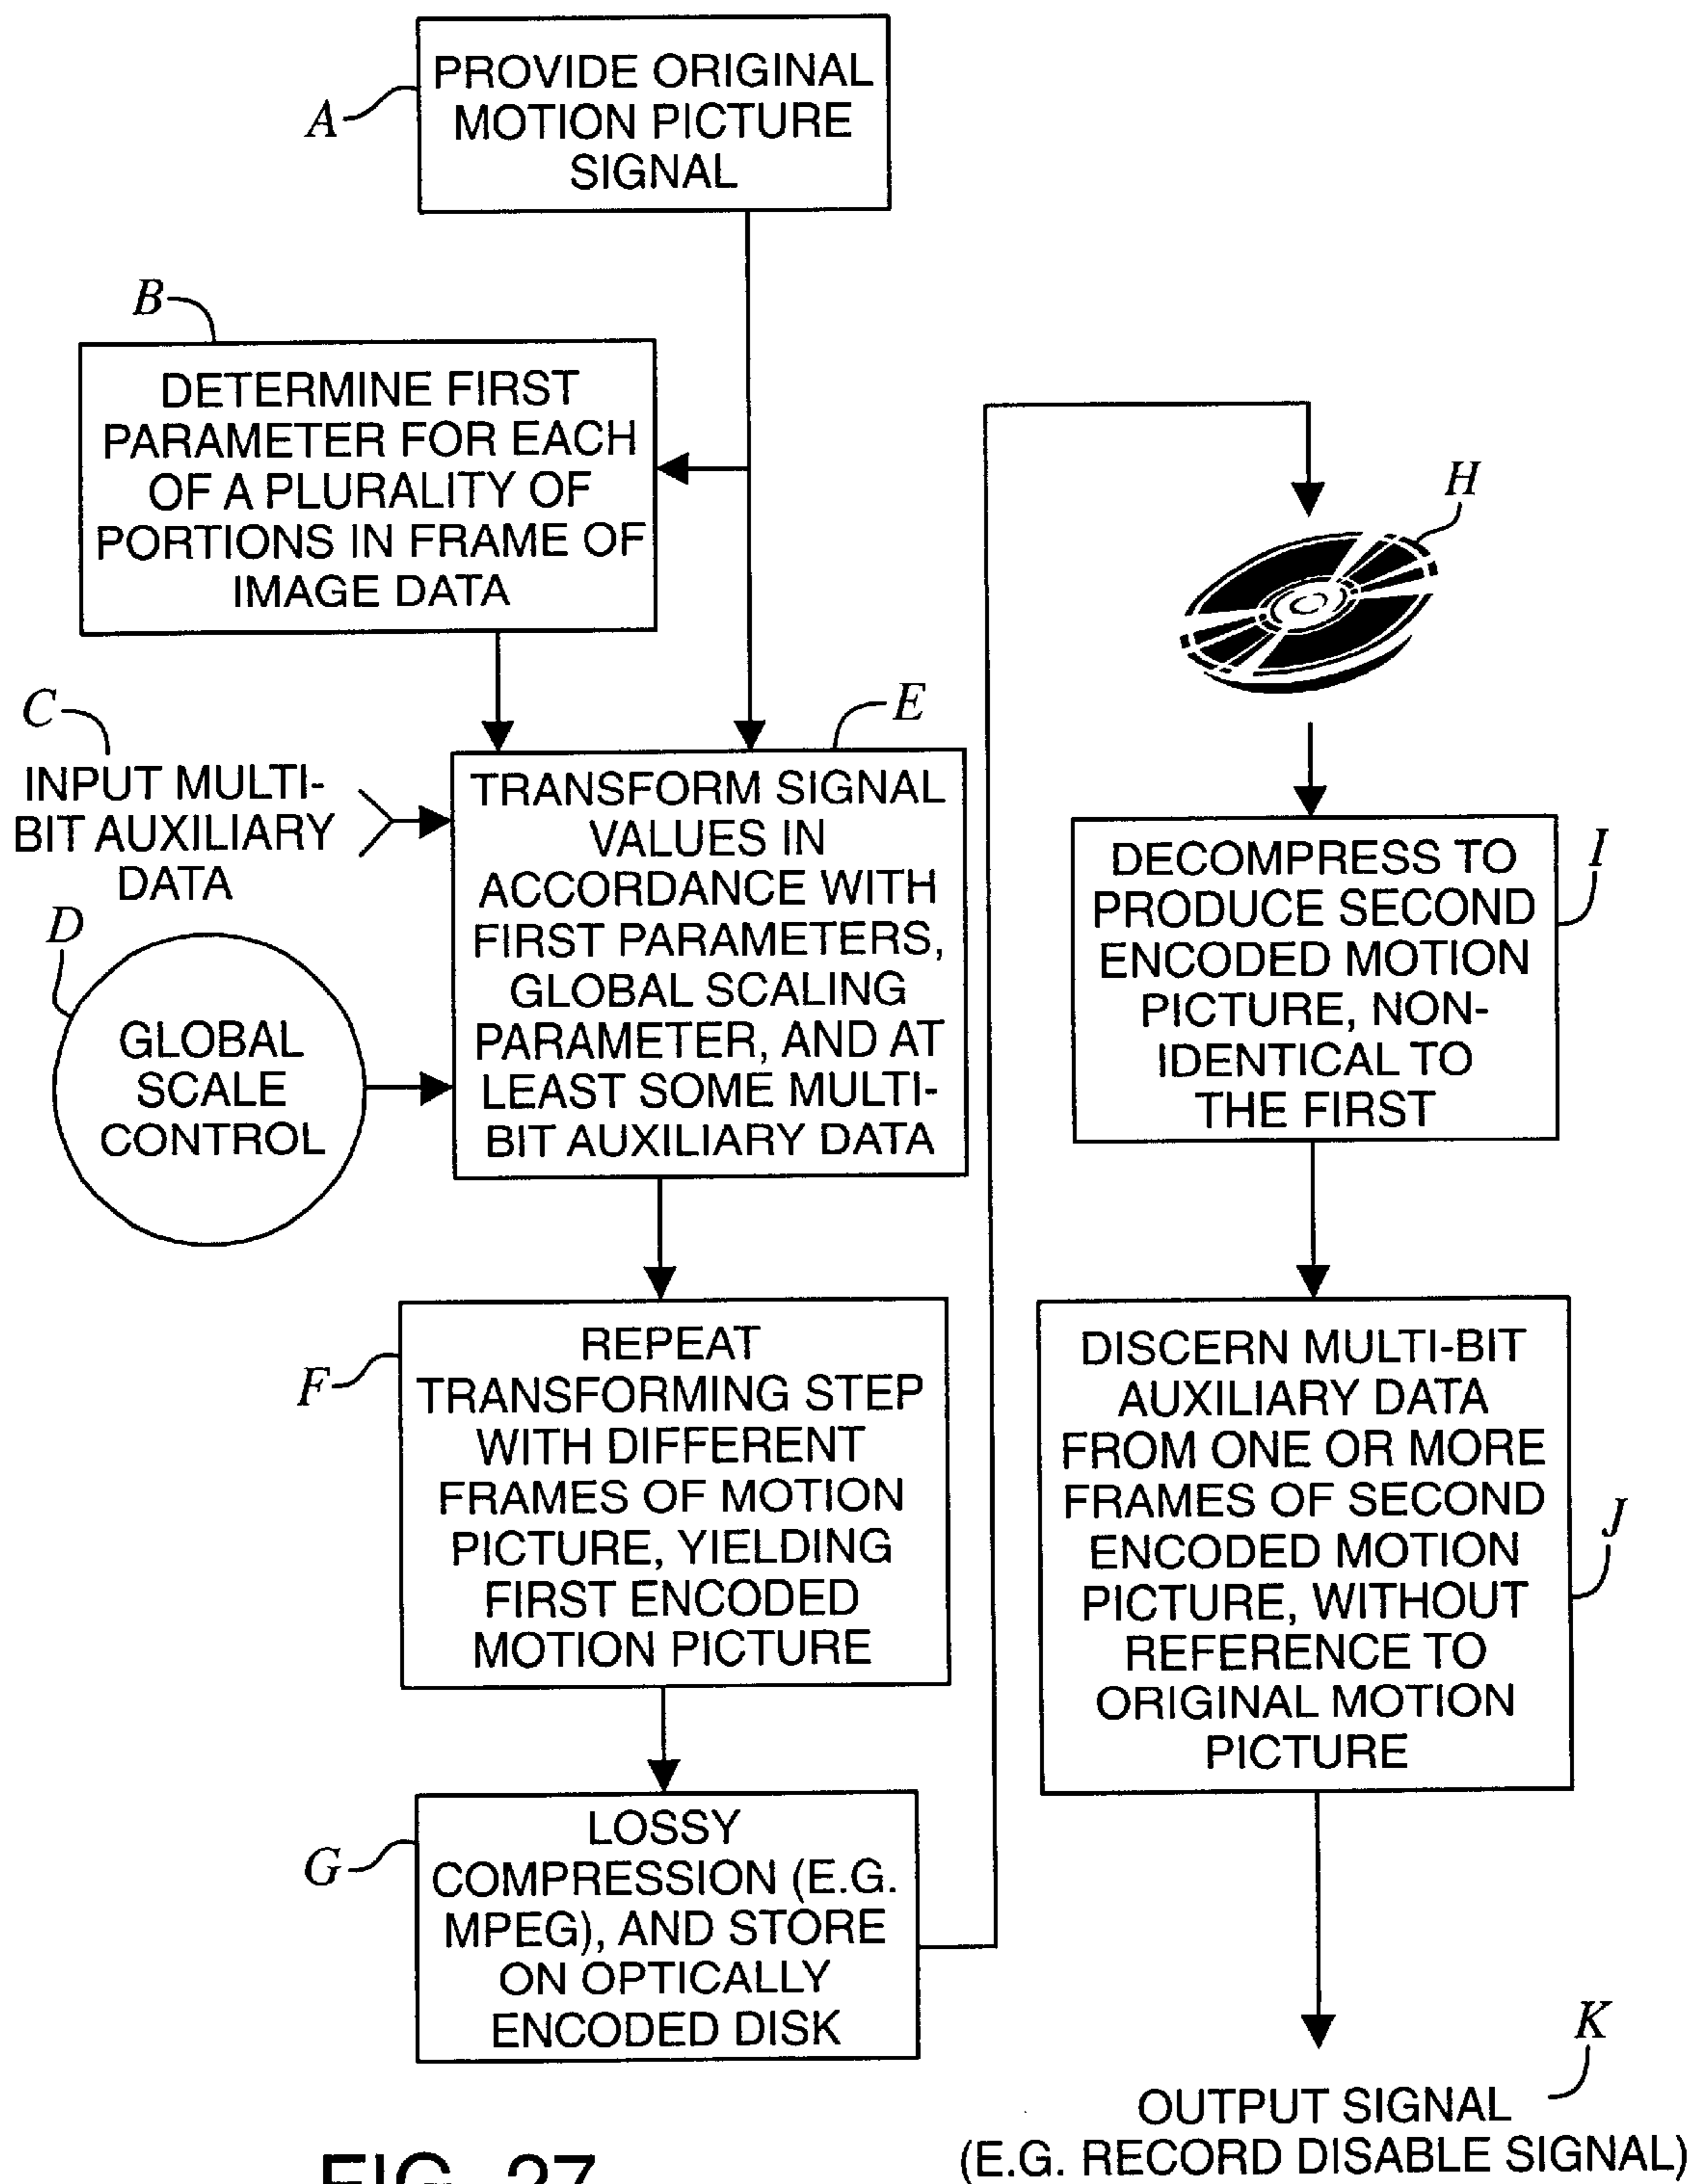 A
PROVIDE ORIGINAL
MOTION PICTURE
SIGNAL
B
DETERMINE FIRST
PARAMETER FOR EACH
OF A PLURALITY OF
PORTIONS IN FRAME OF
IMAGE DATA
C
INPUT MULTI-
BIT AUXILIARY
DATA
D
GLOBAL
SCALE
CONTROL
E
TRANSFORM SIGNAL
VALUES IN
ACCORDANCE WITH
FIRST PARAMETERS,
GLOBAL SCALING
PARAMETER, AND AT
LEAST SOME MULTI-
BIT AUXILIARY DATA
F
REPEAT
TRANSFORMING STEP
WITH DIFFERENT
FRAMES OF MOTION
PICTURE, YIELDING
FIRST ENCODED
MOTION PICTURE
G
LOSSY
COMPRESSION (E.G.
MPEG), AND STORE
ON OPTICALLY
ENCODED DISK
H
I
DECOMPRESS TO
PRODUCE SECOND
ENCODED MOTION
PICTURE, NON-
IDENTICAL TO
THE FIRST
J
DISCERN MULTI-BIT
AUXILIARY DATA
FROM ONE OR MORE
FRAMES OF SECOND
ENCODED MOTION
PICTURE, WITHOUT
REFERENCE TO
ORIGINAL MOTION
PICTURE
K
OUTPUT SIGNAL
(E.G. RECORD DISABLE SIGNAL)
FIG. 27